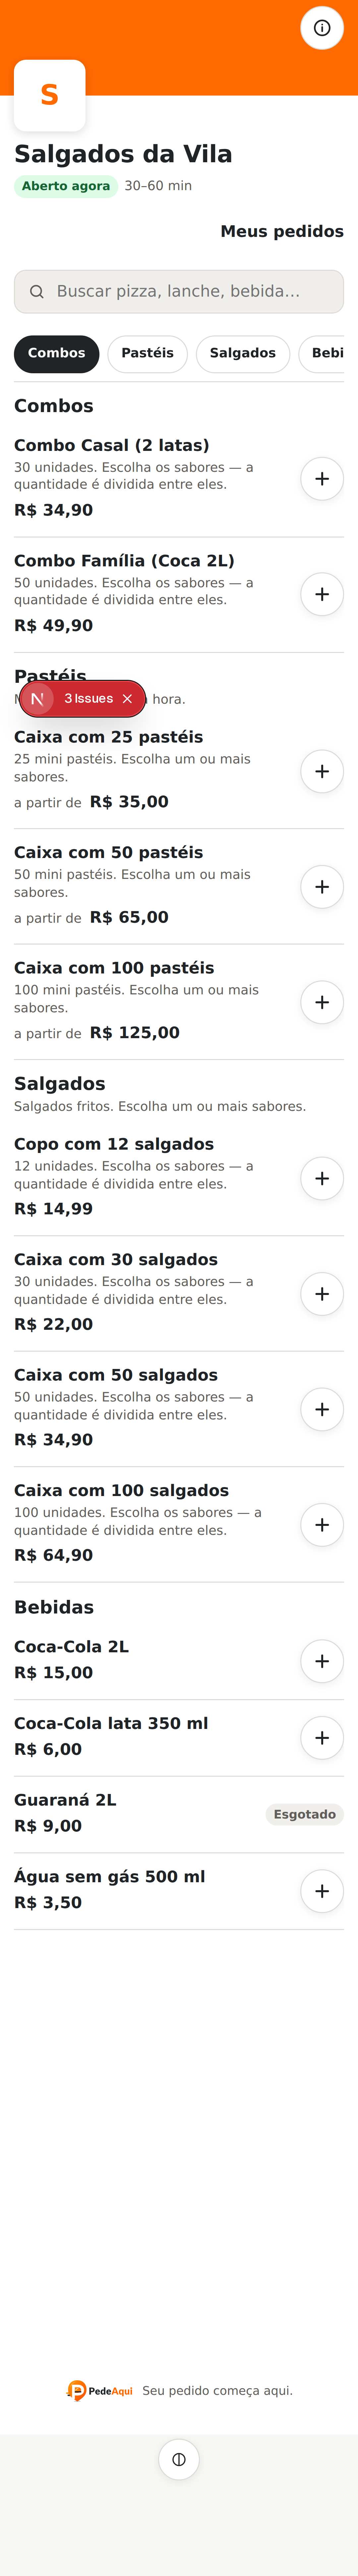 S
Salgados da Vila
Aberto agora 30–60 min
Meus pedidos
Buscar pizza, lanche, bebida...
Combos Pastéis Salgados Bebi
Combos
Combo Casal (2 latas)
30 unidades. Escolha os sabores — a
quantidade é dividida entre eles.
R$ 34,90
Combo Família (Coca 2L)
50 unidades. Escolha os sabores — a
quantidade é dividida entre eles.
R$ 49,90
Pastéis
N 3 Issues
hora.
Caixa com 25 pastéis
25 mini pastéis. Escolha um ou mais
sabores.
a partir de R$ 35,00
Caixa com 50 pastéis
50 mini pastéis. Escolha um ou mais
sabores.
a partir de R$ 65,00
Caixa com 100 pastéis
100 mini pastéis. Escolha um ou mais
sabores.
a partir de R$ 125,00
Salgados
Salgados fritos. Escolha um ou mais sabores.
Copo com 12 salgados
12 unidades. Escolha os sabores — a
quantidade é dividida entre eles.
R$ 14,99
Caixa com 30 salgados
30 unidades. Escolha os sabores — a
quantidade é dividida entre eles.
R$ 22,00
Caixa com 50 salgados
50 unidades. Escolha os sabores — a
quantidade é dividida entre eles.
R$ 34,90
Caixa com 100 salgados
100 unidades. Escolha os sabores — a
quantidade é dividida entre eles.
R$ 64,90
Bebidas
Coca-Cola 2L
R$ 15,00
Coca-Cola lata 350 ml
R$ 6,00
Guaraná 2L
R$ 9,00
Esgotado
Água sem gás 500 ml
R$ 3,50
PedeAqui Seu pedido começa aqui.